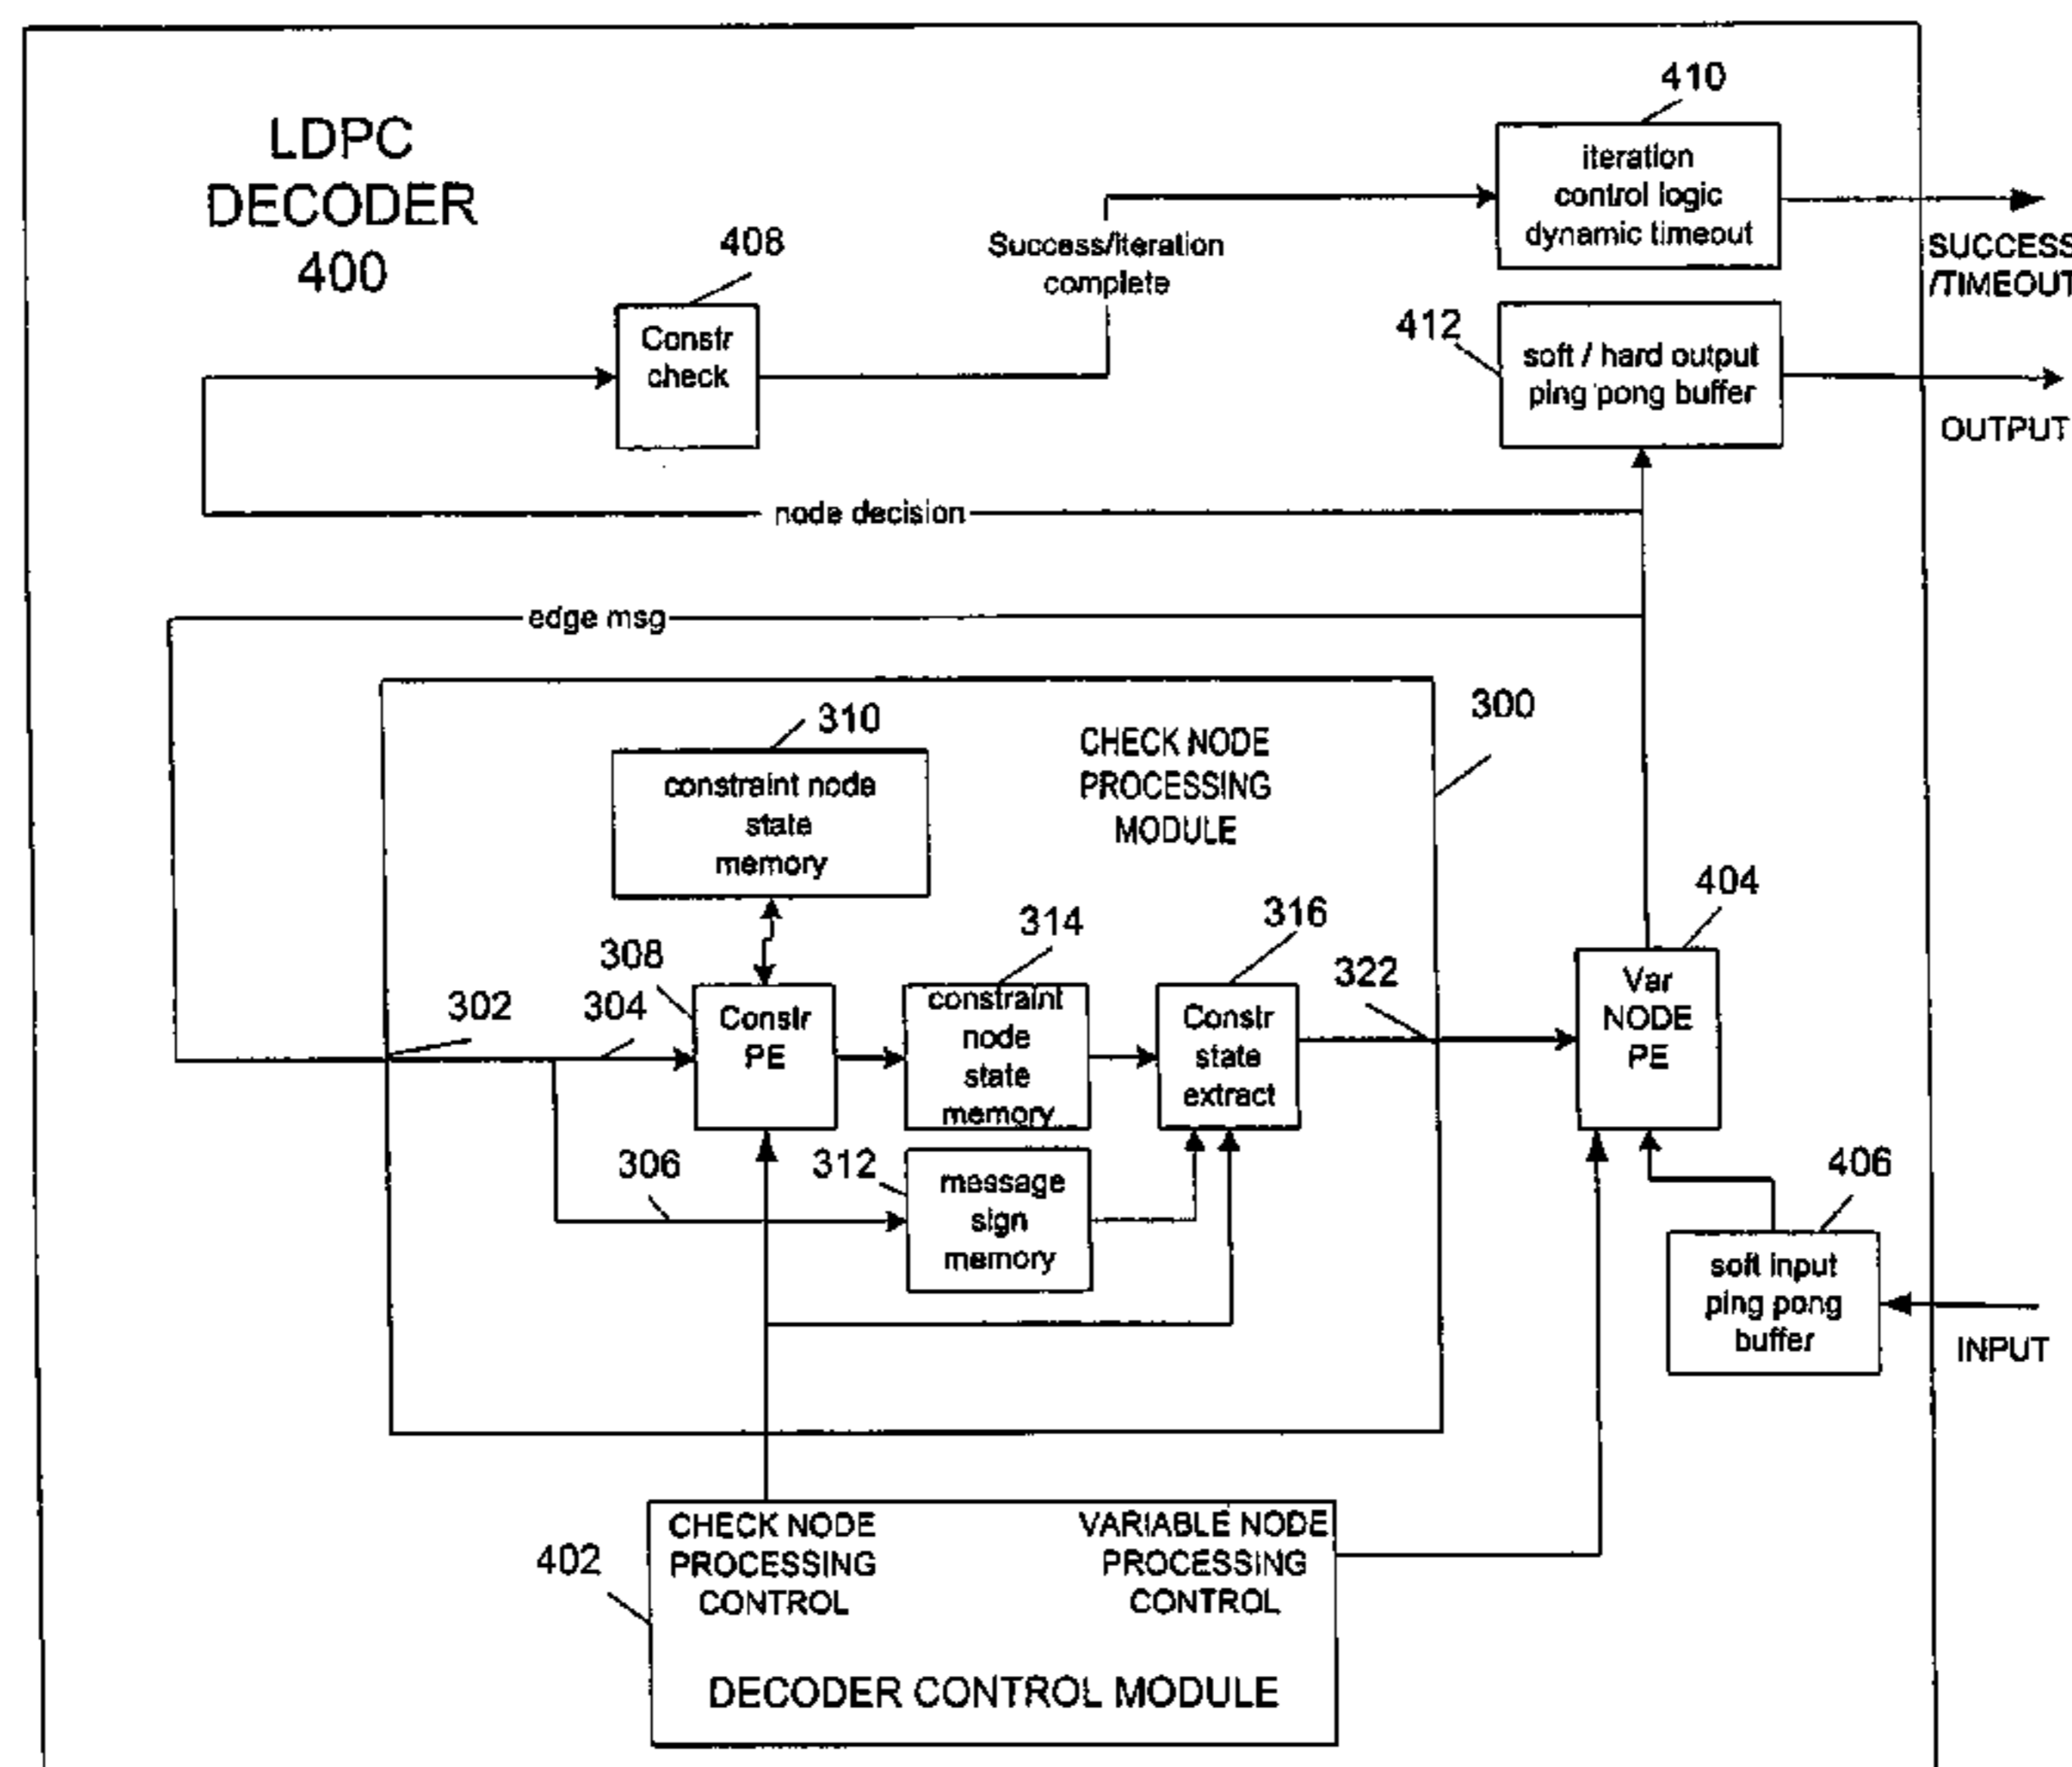 LDPC
DECODER
400
410
iteration
control logic
dynamic timeout
SUCCESS
/TIMEOUT
408
Constr
check
Success/iteration
complete
412
soft / hard output
ping pong buffer
OUTPUT
node decision
edge msg
300
CHECK NODE
PROCESSING
MODULE
310
constraint node
state
memory
404
Var
NODE
PE
302
304
308
Constr
PE
314
constraint
node
state
memory
316
Constr
state
extract
322
306
312
message
sign
memory
406
soft input
ping pong
buffer
INPUT
402
CHECK NODE
PROCESSING
CONTROL
VARIABLE NODE
PROCESSING
CONTROL
DECODER CONTROL MODULE